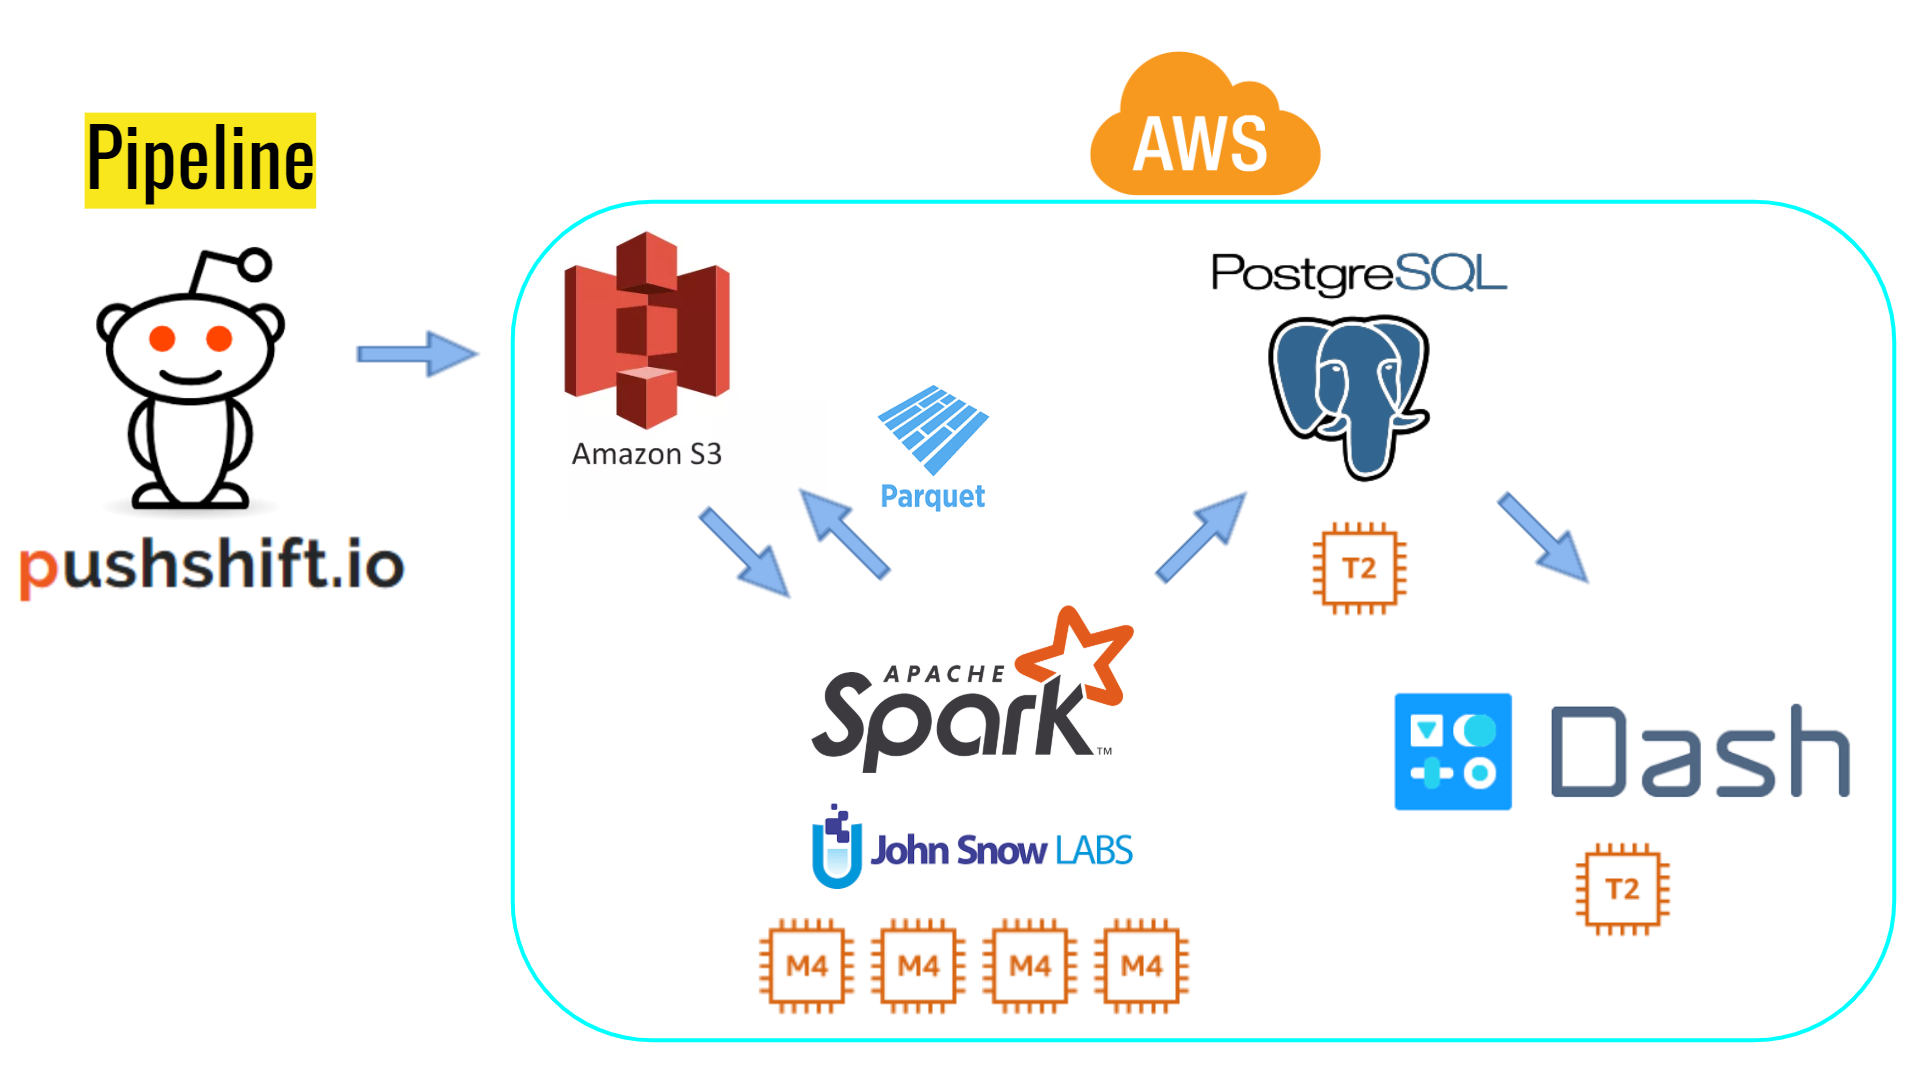 Pipeline
pushshift.io
AWS
Amazon S3
Parquet
PostgreSQL
T2
APACHE
Spark™
John Snow LABS
M4 M4 M4 M4
Dash
T2